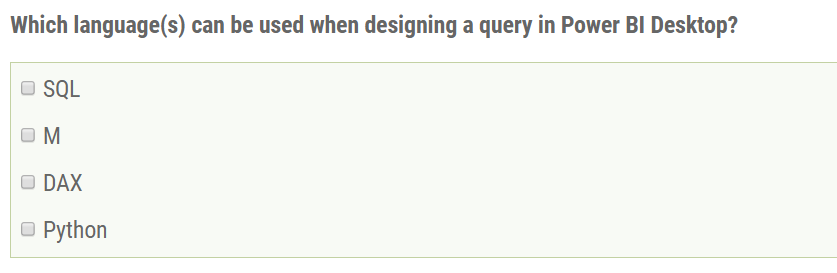 Which language(s) can be used when designing a query in Power BI Desktop?
SQL
M
DAX
Python